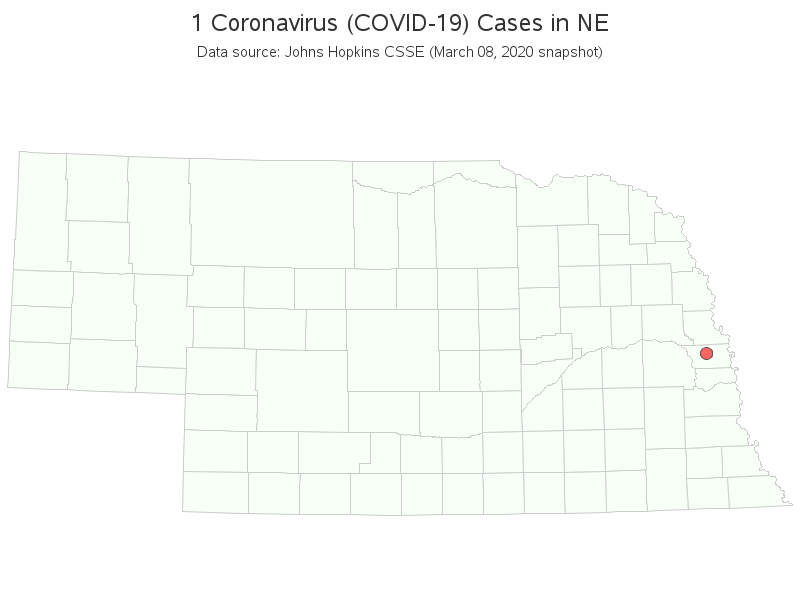 1 Coronavirus (COVID-19) Cases in NE
Data source: Johns Hopkins CSSE (March 08, 2020 snapshot)